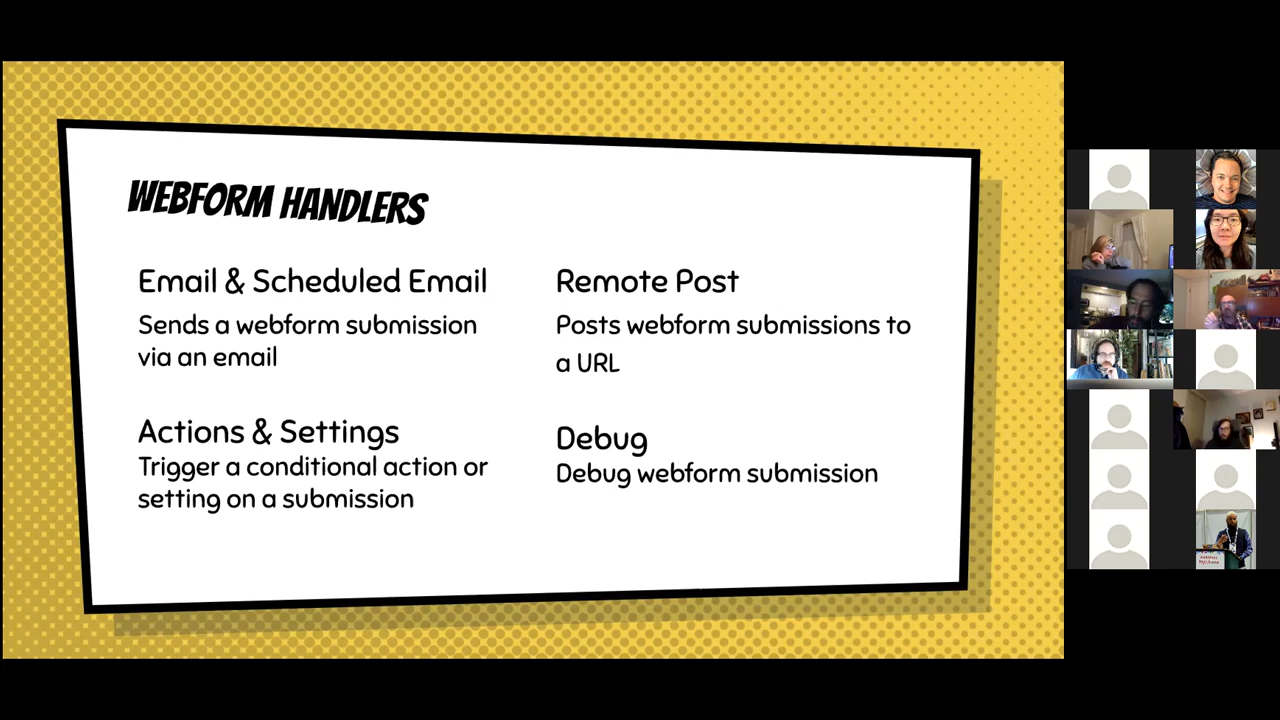 WEBFORM HANDLERS
Email & Scheduled Email
Sends a webform submission
via an email
Actions & Settings
Trigger a conditional action or
setting on a submission
Remote Post
Posts webform submissions to
a URL
Debug
Debug webform submission